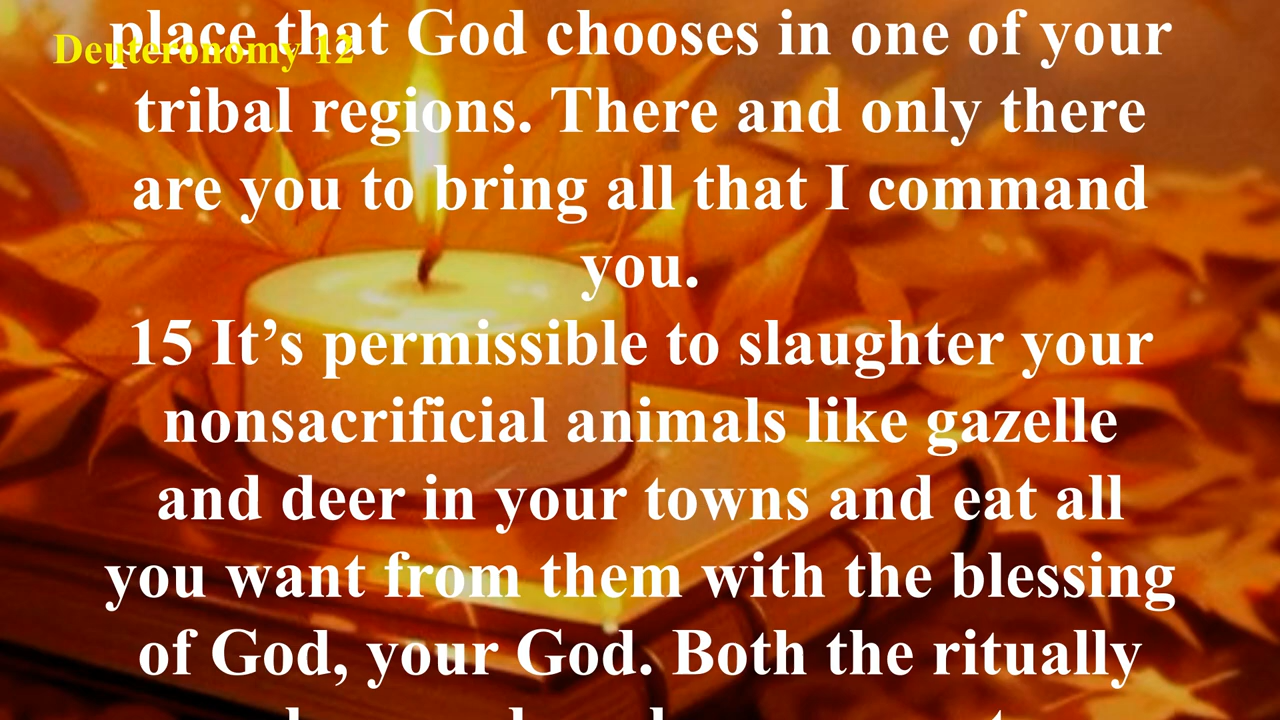 Deuteronomy 12
place that God chooses in one of your
tribal regions. There and only there
are you to bring all that I command
you.
15 It’s permissible to slaughter your
nonsacrificial animals like gazelle
and deer in your towns and eat all
you want from them with the blessing
of God, your God. Both the ritually